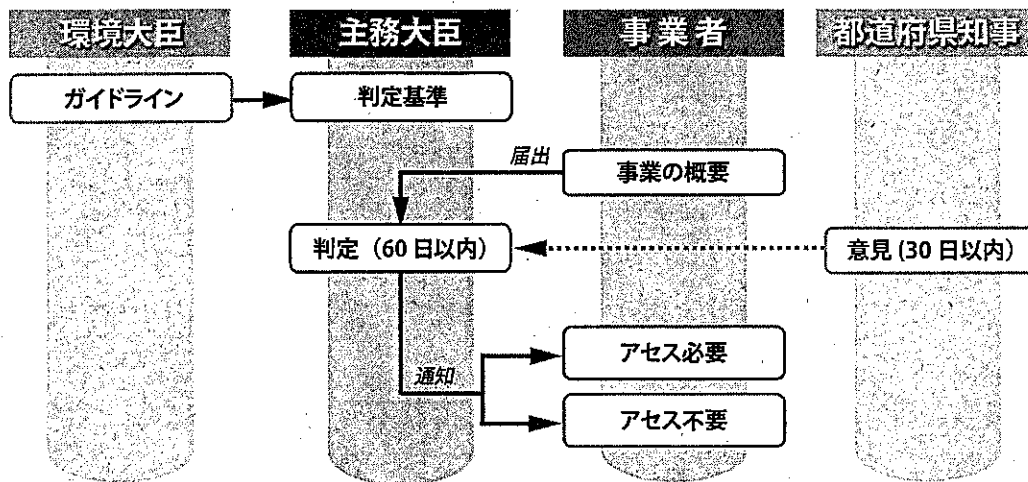 環境大臣
主務大臣
事業者
都道府県知事
ガイドライン
判定基準
届出
事業の概要
判定（60日以内）
意見（30日以内）
アセス必要
通知
アセス不要